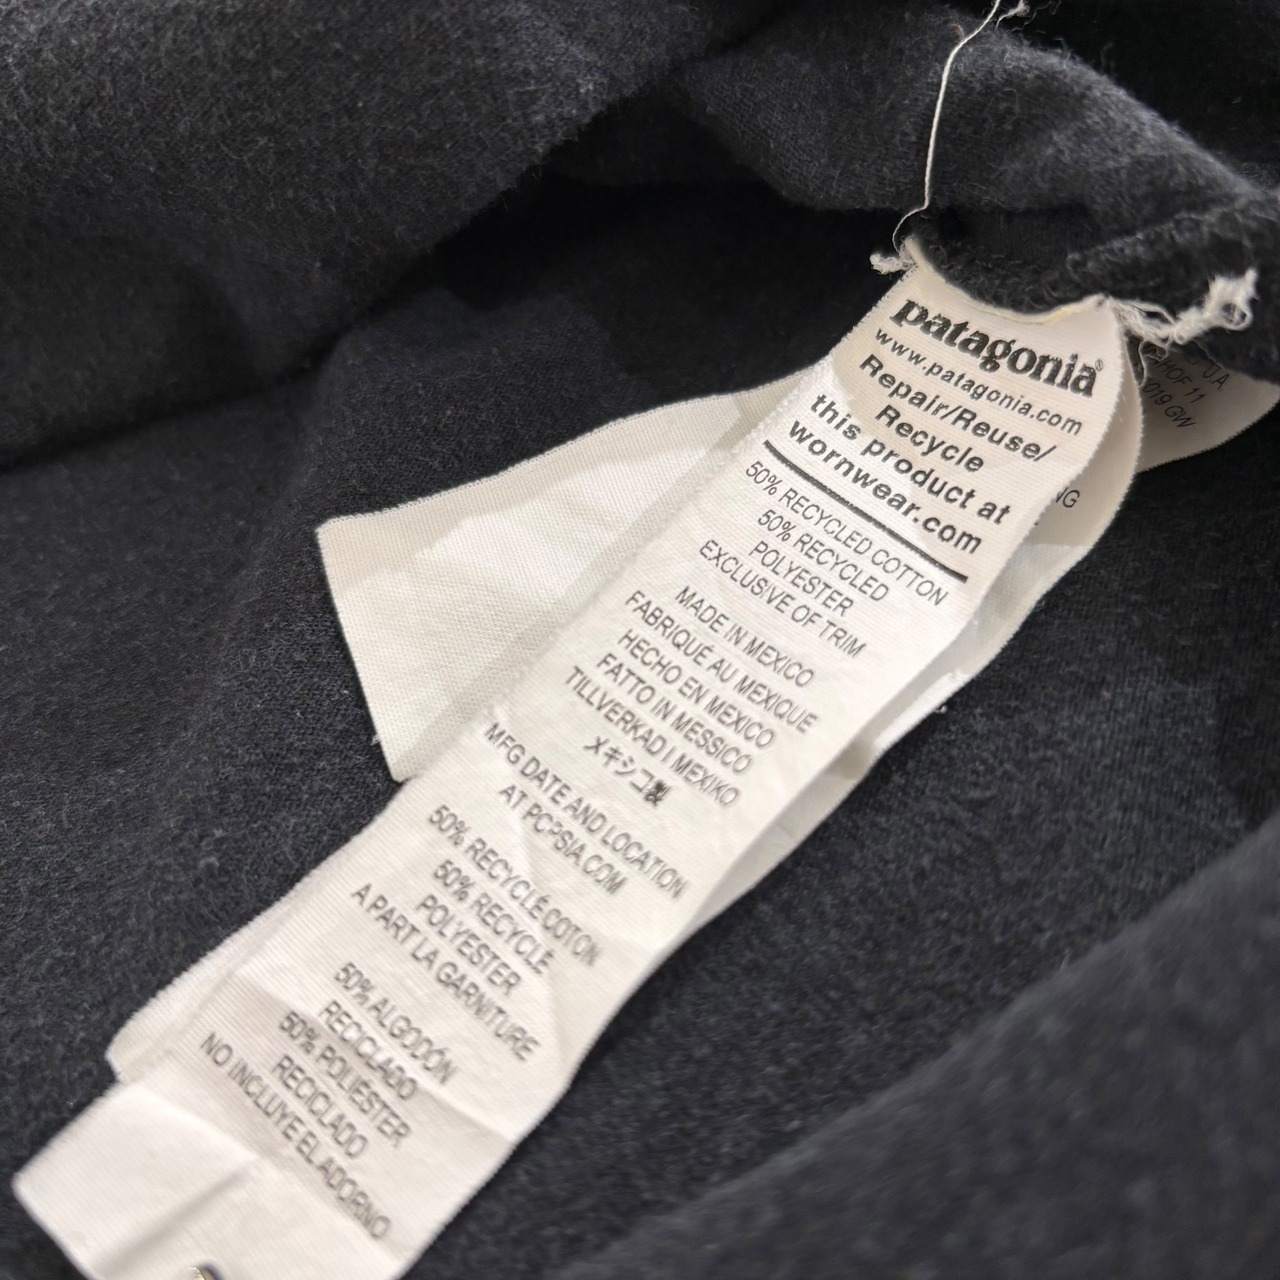 patagonia®
www.patagonia.com
Repair/Reuse/
Recycle
this product at
wornwear.com
50% RECYCLED COTTON
50% RECYCLED
POLYESTER
EXCLUSIVE OF TRIM
MADE IN MEXICO
FABRIQUÉ AU MEXIQUE
HECHO EN MEXICO
FATTO IN MESSICO
TILLVERKAD I MEXIKO
メキシコ製
MFG DATE AND LOCATION
AT PCPSIA.COM
50% RECYCLÉ COTON
50% RECYCLÉ
POLYESTER
A PART LA GARNITURE
50% ALGODÓN
RECICLADO
50% POLIÉSTER
RECICLADO
NO INCLUYE EL ADORNO
11
GW